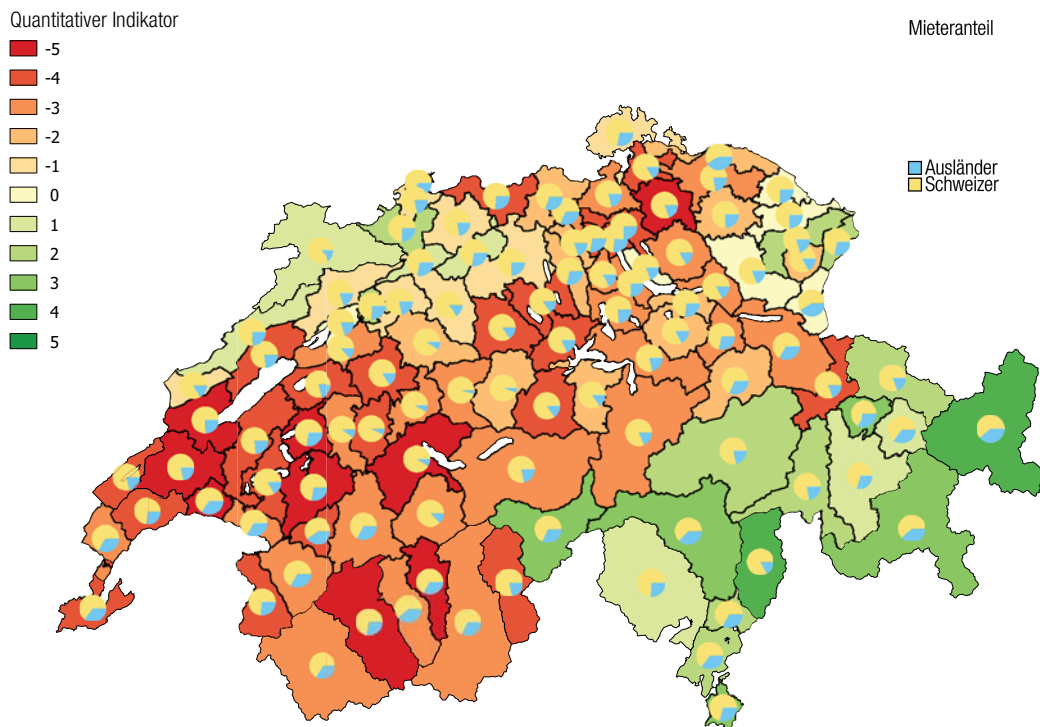 Quantitativer Indikator
-5
-4
-3
-2
-1
0
1
2
3
4
5
Mieteranteil
Ausländer
Schweizer